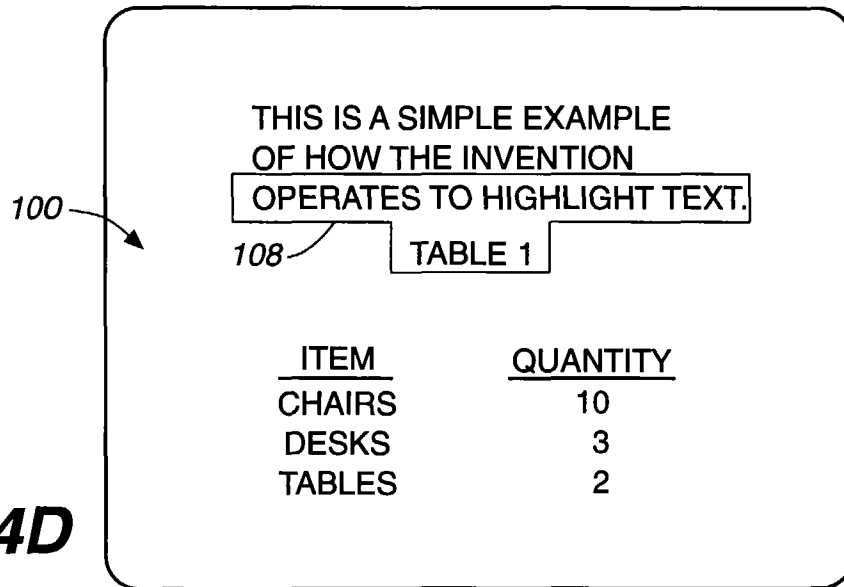 THIS IS A SIMPLE EXAMPLE
OF HOW THE INVENTION
OPERATES TO HIGHLIGHT TEXT.
100
108
TABLE 1
ITEM QUANTITY
CHAIRS 10
DESKS 3
TABLES 2
4D